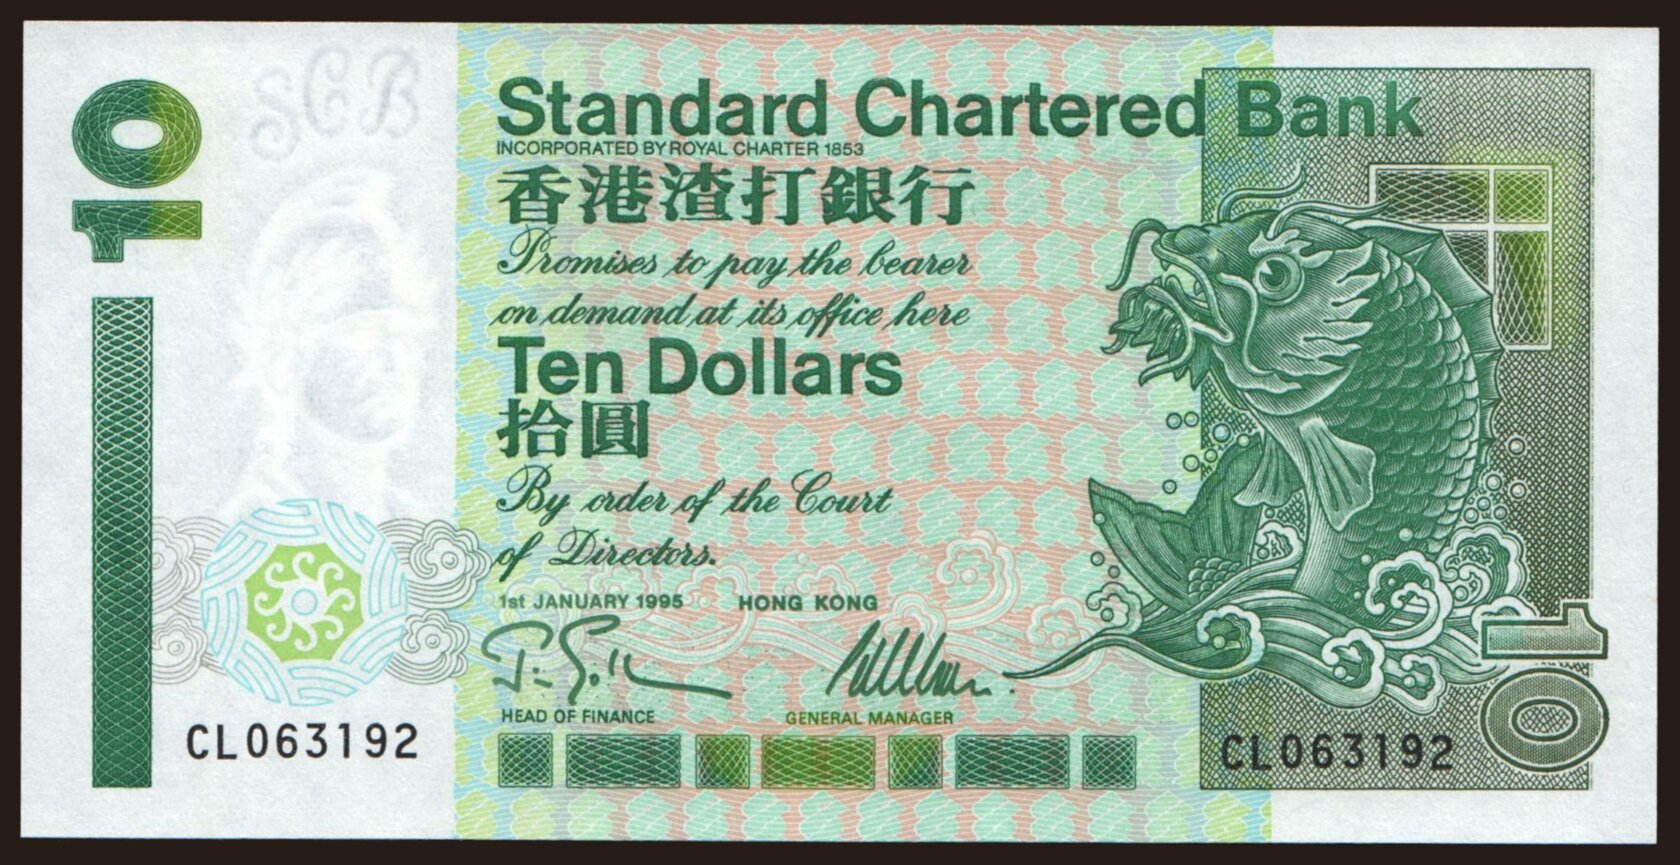 10
SCB
Standard Chartered Bank
INCORPORATED BY ROYAL CHARTER 1853
香港渣打銀行
Promises to pay the bearer
on demand at its office here
Ten Dollars
拾圓
By order of the Court
of Directors.
1st JANUARY 1995 HONG KONG
HEAD OF FINANCE GENERAL MANAGER
CL063192 CL063192
10